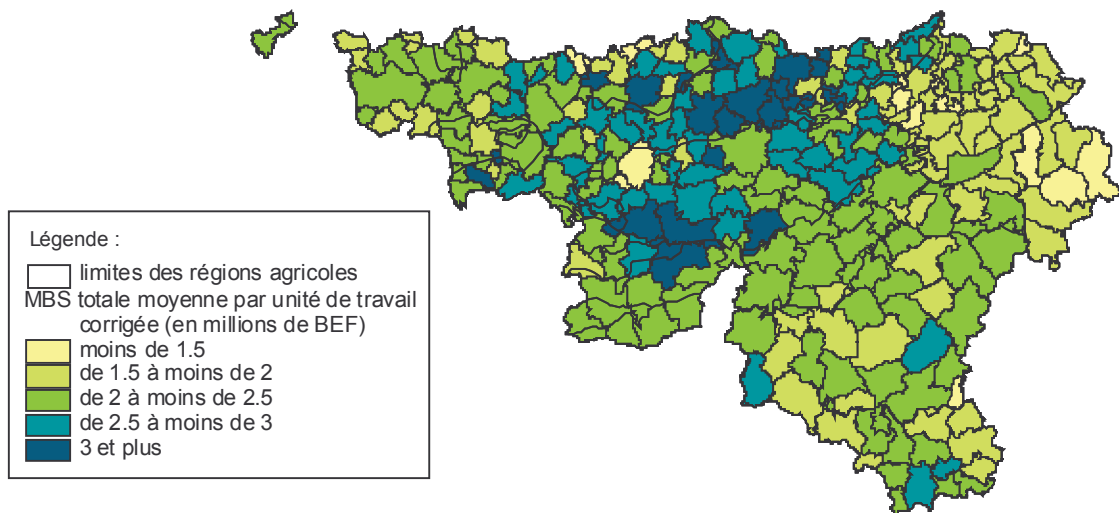 Légende :
limites des régions agricoles
MBS totale moyenne par unité de travail
corrigée (en millions de BEF)
moins de 1.5
de 1.5 à moins de 2
de 2 à moins de 2.5
de 2.5 à moins de 3
3 et plus